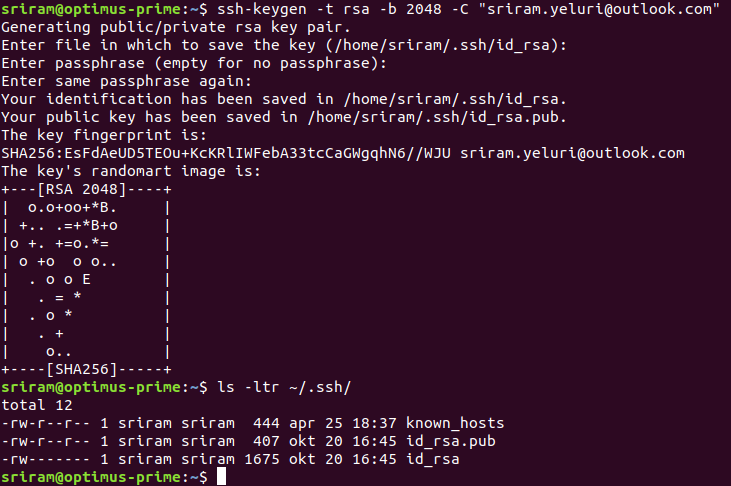 sriram@optimus-prime:~$ ssh-keygen -t rsa -b 2048 -C "sriram.yeluri@outlook.com"
Generating public/private rsa key pair.
Enter file in which to save the key (/home/sriram/.ssh/id_rsa):
Enter passphrase (empty for no passphrase):
Enter same passphrase again:
Your identification has been saved in /home/sriram/.ssh/id_rsa.
Your public key has been saved in /home/sriram/.ssh/id_rsa.pub.
The key fingerprint is:
SHA256:EsFdAeUD5TEOu+KcKRlIWFebA33tcCaGWgqhN6//WJU sriram.yeluri@outlook.com
The key's randomart image is:
+---[RSA 2048]----+
|  o.o+oo+*B.     |
| +.. .=+*B+o     |
|o +. +=o.*=      |
| o +o  o o..     |
|  . o o E        |
|   . = *         |
|  . o *          |
|   . +           |
|    o..          |
+----[SHA256]-----+
sriram@optimus-prime:~$ ls -ltr ~/.ssh/
total 12
-rw-r--r-- 1 sriram sriram  444 apr 25 18:37 known_hosts
-rw-r--r-- 1 sriram sriram  407 okt 20 16:45 id_rsa.pub
-rw------- 1 sriram sriram 1675 okt 20 16:45 id_rsa
sriram@optimus-prime:~$